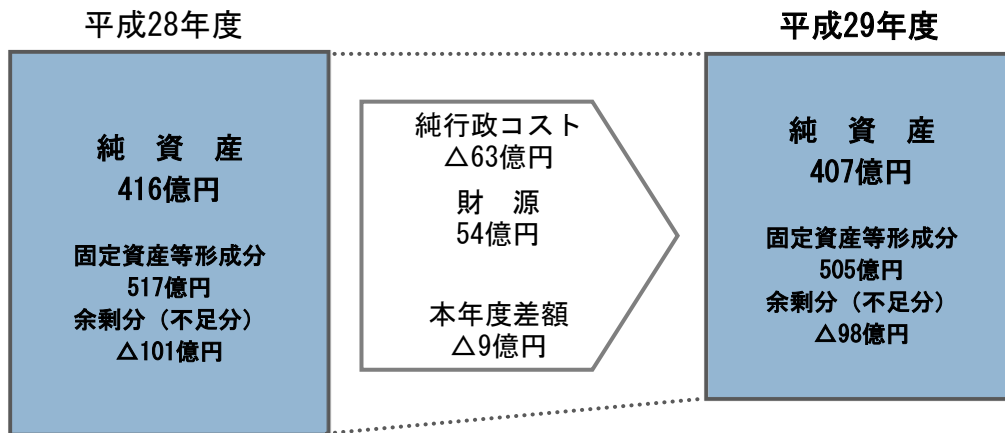 平成28年度
純 資 産
416億円
固定資産等形成分
517億円
余剰分（不足分）
△101億円
純行政コスト
△63億円
財 源
54億円
本年度差額
△9億円
平成29年度
純 資 産
407億円
固定資産等形成分
505億円
余剰分（不足分）
△98億円